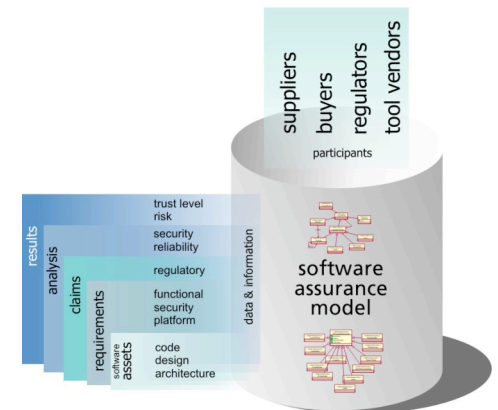 suppliers
buyers
regulators
tool vendors
participants
results
analysis
claims
requirements
software
assets
trust level
risk
security
reliability
regulatory
functional
security
platform
code
design
architecture
data & information
software
assurance
model